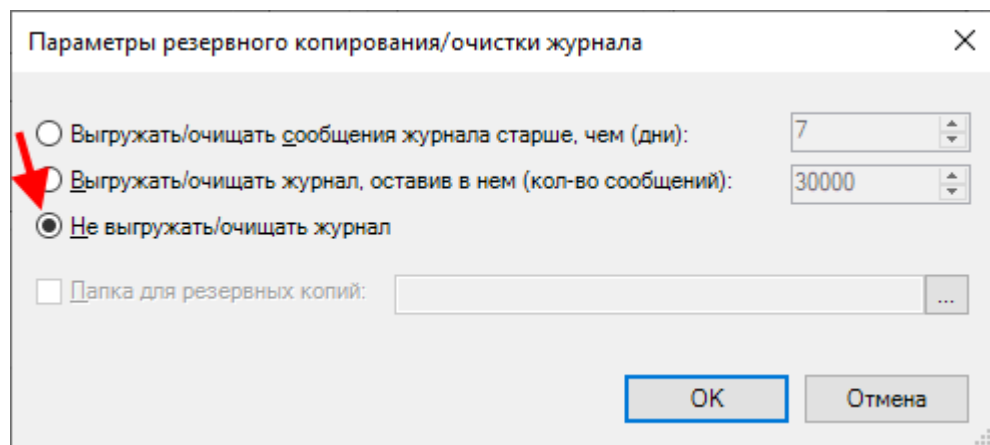 Параметры резервного копирования/очистки журнала
Выгружать/очищать сообщения журнала старше, чем (дни): 7
Выгружать/очищать журнал, оставив в нем (кол-во сообщений): 30000
Не выгружать/очищать журнал
Папка для резервных копий: ...
OK Отмена